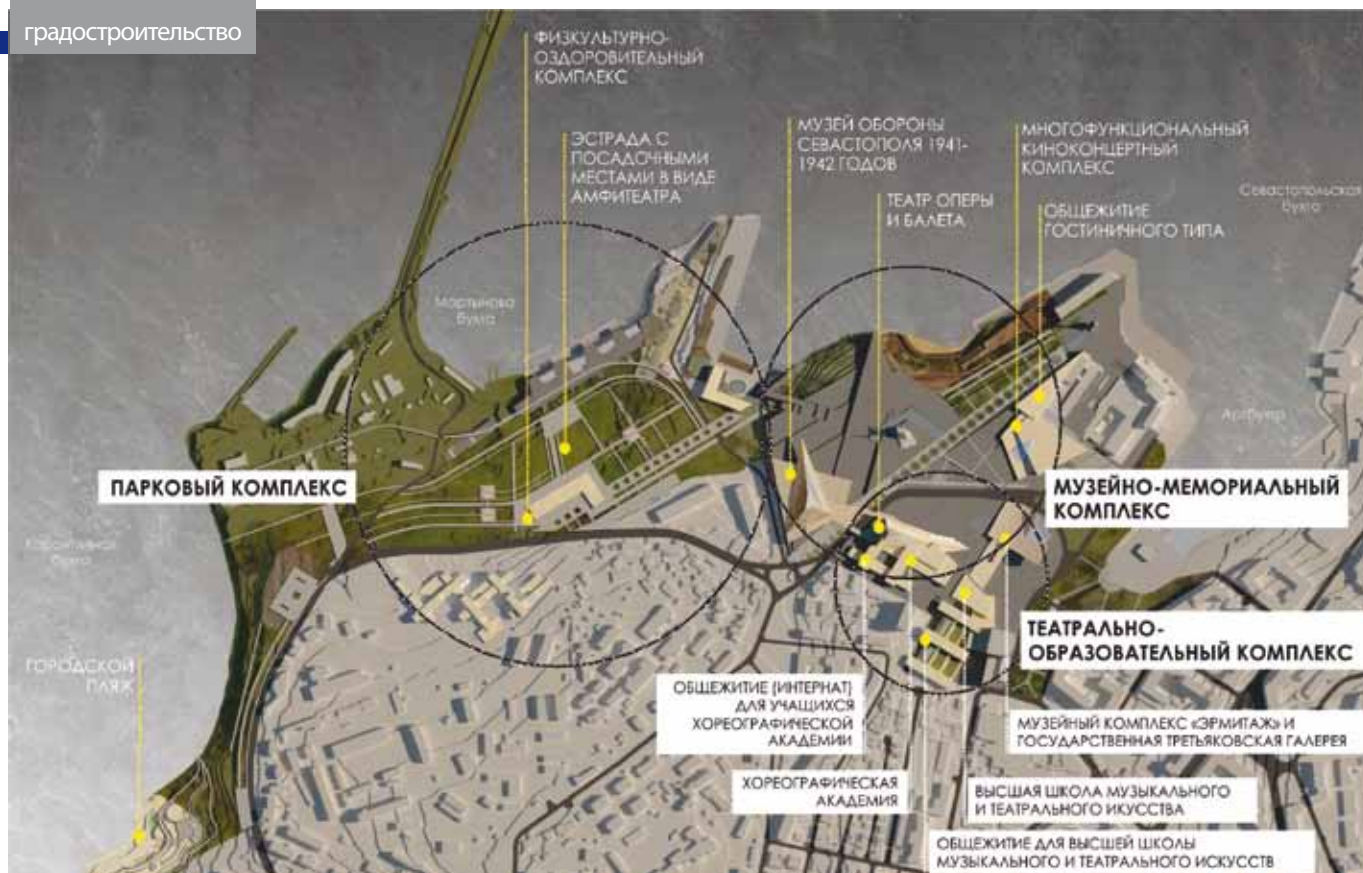 градостроительство
ФИЗКУЛЬТУРНО-
ОЗДОРОВИТЕЛЬНЫЙ
КОМПЛЕКС
ЭСТРАДА С
ПОСАДОЧНЫМИ
МЕСТАМИ В ВИДЕ
АМФИТЕАТРА
МУЗЕЙ ОБОРОНЫ
СЕВАСТОПОЛЯ 1941-
1942 ГОДОВ
ТЕАТР ОПЕРЫ
И БАЛЕТА
МНОГОФУНКЦИОНАЛЬНЫЙ
КИНОКОНЦЕРТНЫЙ
КОМПЛЕКС
ОБЩЕЖИТИЕ
ГОСТИНИЧНОГО ТИПА
Севастопольская
бухта
Мартынова
бухта
Артбухта
ПАРКОВЫЙ КОМПЛЕКС
МУЗЕЙНО-МЕМОРИАЛЬНЫЙ
КОМПЛЕКС
Карантинная
бухта
ТЕАТРАЛЬНО-
ОБРАЗОВАТЕЛЬНЫЙ КОМПЛЕКС
ГОРОДСКОЙ
ПЛЯЖ
ОБЩЕЖИТИЕ (ИНТЕРНАТ)
ДЛЯ УЧАЩИХСЯ
ХОРЕОГРАФИЧЕСКОЙ
АКАДЕМИИ
МУЗЕЙНЫЙ КОМПЛЕКС «ЭРМИТАЖ» И
ГОСУДАРСТВЕННАЯ ТРЕТЬЯКОВСКАЯ ГАЛЕРЕЯ
ХОРЕОГРАФИЧЕСКАЯ
АКАДЕМИЯ
ВЫСШАЯ ШКОЛА МУЗЫКАЛЬНОГО
И ТЕАТРАЛЬНОГО ИКУССТВА
ОБЩЕЖИТИЕ ДЛЯ ВЫСШЕЙ ШКОЛЫ
МУЗЫКАЛЬНОГО И ТЕАТРАЛЬНОГО ИСКУССТВ